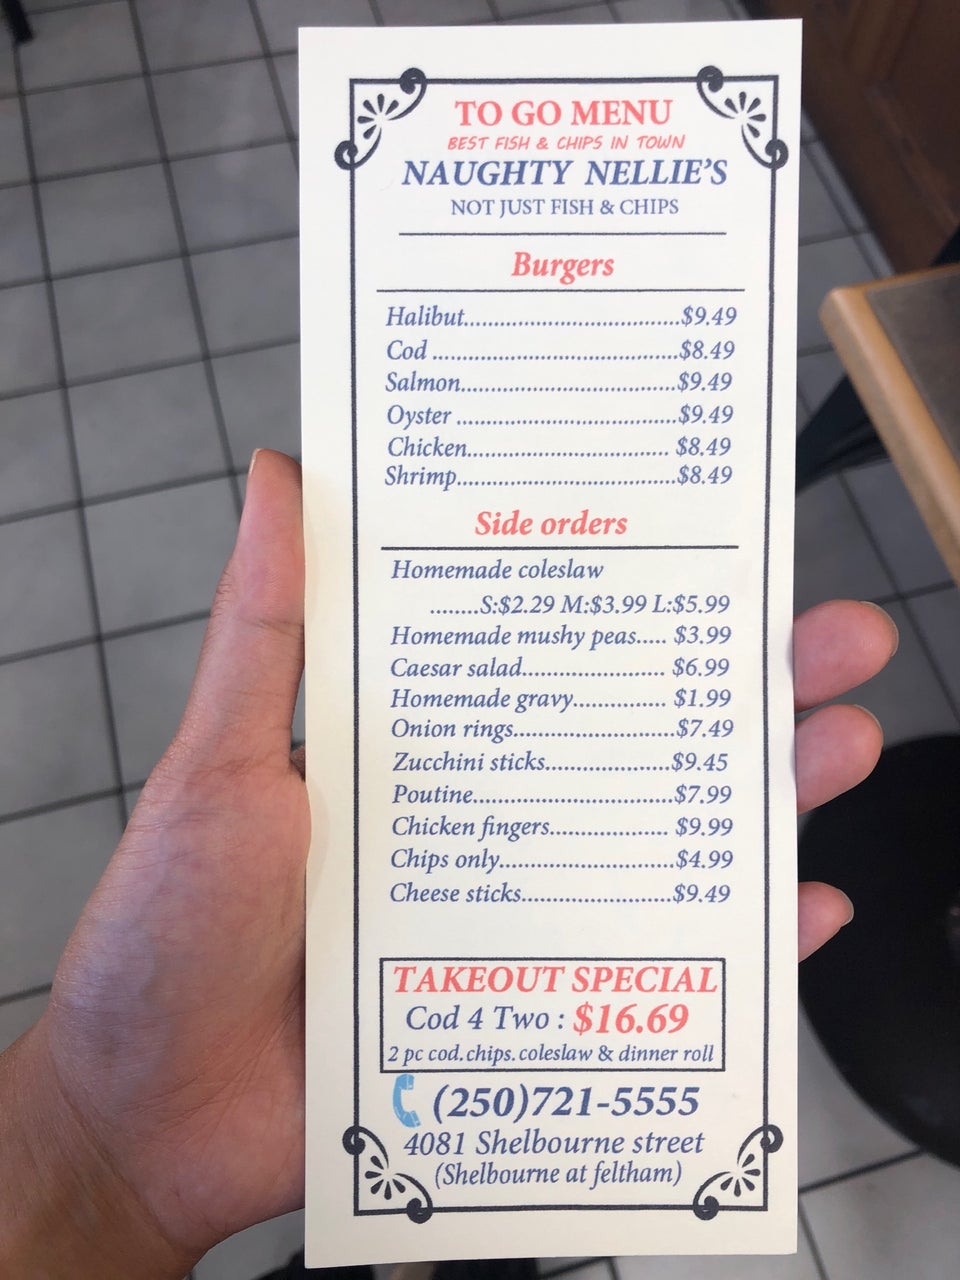 TO GO MENU
BEST FISH & CHIPS IN TOWN
NAUGHTY NELLIE'S
NOT JUST FISH & CHIPS
Burgers
Halibut....................................$9.49
Cod .........................................$8.49
Salmon....................................$9.49
Oyster .....................................$9.49
Chicken.................................. $8.49
Shrimp.....................................$8.49
Side orders
Homemade coleslaw
........S:$2.29 M:$3.99 L:$5.99
Homemade mushy peas..... $3.99
Caesar salad........................ $6.99
Homemade gravy............... $1.99
Onion rings...........................$7.49
Zucchini sticks.....................$9.45
Poutine.................................$7.99
Chicken fingers................... $9.99
Chips only.............................$4.99
Cheese sticks.........................$9.49
TAKEOUT SPECIAL
Cod 4 Two : $16.69
2 pc cod.chips.coleslaw & dinner roll
(250)721-5555
4081 Shelbourne street
(Shelbourne at feltham)